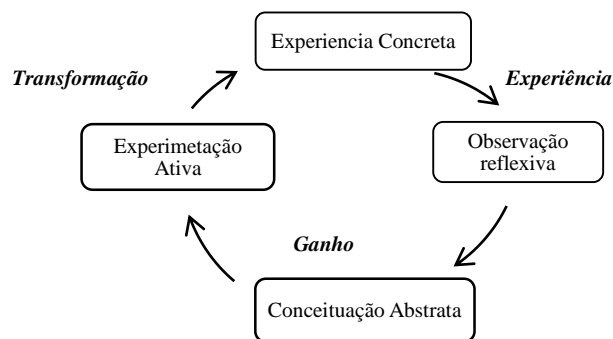 Experiencia Concreta
Transformação
Experiência
Experimetação
Ativa
Observação
reflexiva
Ganho
Conceituação Abstrata